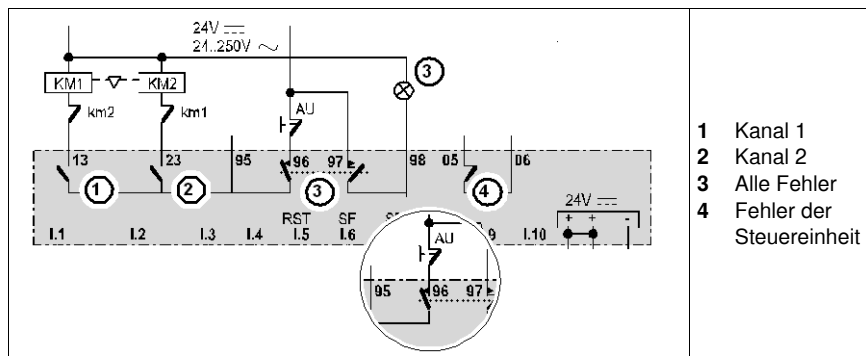 24V
24..250V
3
KM1
KM2
km2
km1
AU
13
23
95
96
97
98
05
06
1
2
3
4
24V
RST
SF
+
+
-
I.1
I.2
I.3
I.4
I.5
I.6
I.10
AU
95
96
97
1 Kanal 1
2 Kanal 2
3 Alle Fehler
4 Fehler der
Steuereinheit